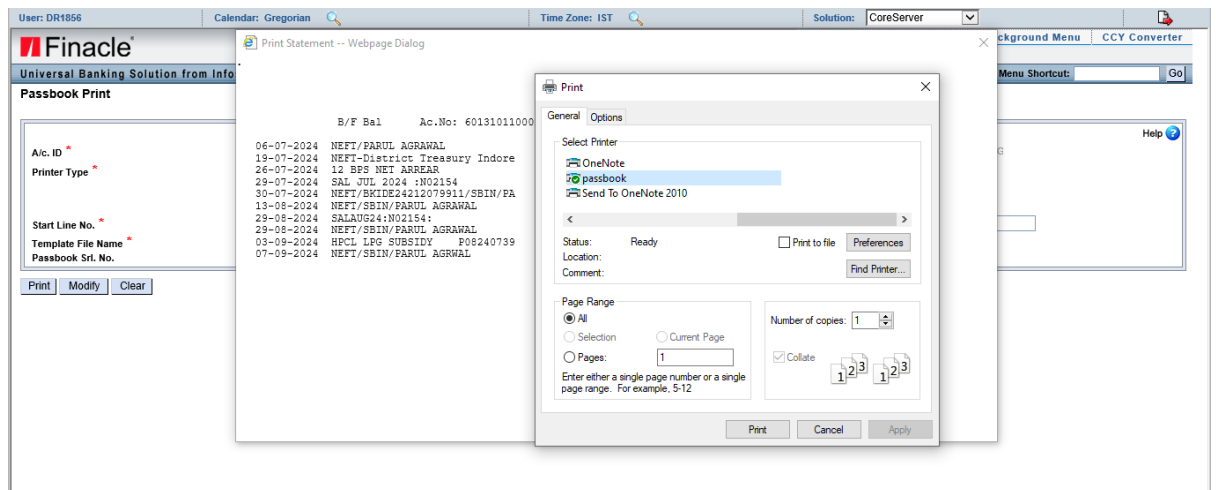 User: DR1856 Calendar: Gregorian Time Zone: IST Solution: CoreServer
Finacle
ckground Menu CCY Converter
Universal Banking Solution from Info
Menu Shortcut: Go
Passbook Print
Help
A/c. ID *
G
Printer Type *
Start Line No. *
Template File Name *
Passbook Srl. No.
Print Modify Clear
Print Statement -- Webpage Dialog
.
B/F Bal Ac.No: 60131011000
06-07-2024 NEFT/PARUL AGRAWAL
19-07-2024 NEFT-District Treasury Indore
26-07-2024 12 BPS NET ARREAR
29-07-2024 SAL JUL 2024 :N02154
30-07-2024 NEFT/BKIDE24212079911/SBIN/PA
13-08-2024 NEFT/SBIN/PARUL AGRAWAL
29-08-2024 SALAUG24:N02154:
29-08-2024 NEFT/SBIN/PARUL AGRAWAL
03-09-2024 HPCL LPG SUBSIDY P08240739
07-09-2024 NEFT/SBIN/PARUL AGRWAL
Print
General Options
Select Printer
OneNote
passbook
Send To OneNote 2010
Status: Ready Print to file Preferences
Location:
Comment: Find Printer...
Page Range
All
Selection Current Page
Pages: 1
Enter either a single page number or a single
page range. For example, 5-12
Number of copies: 1
Collate
1 2 3 1 2 3
Print Cancel Apply